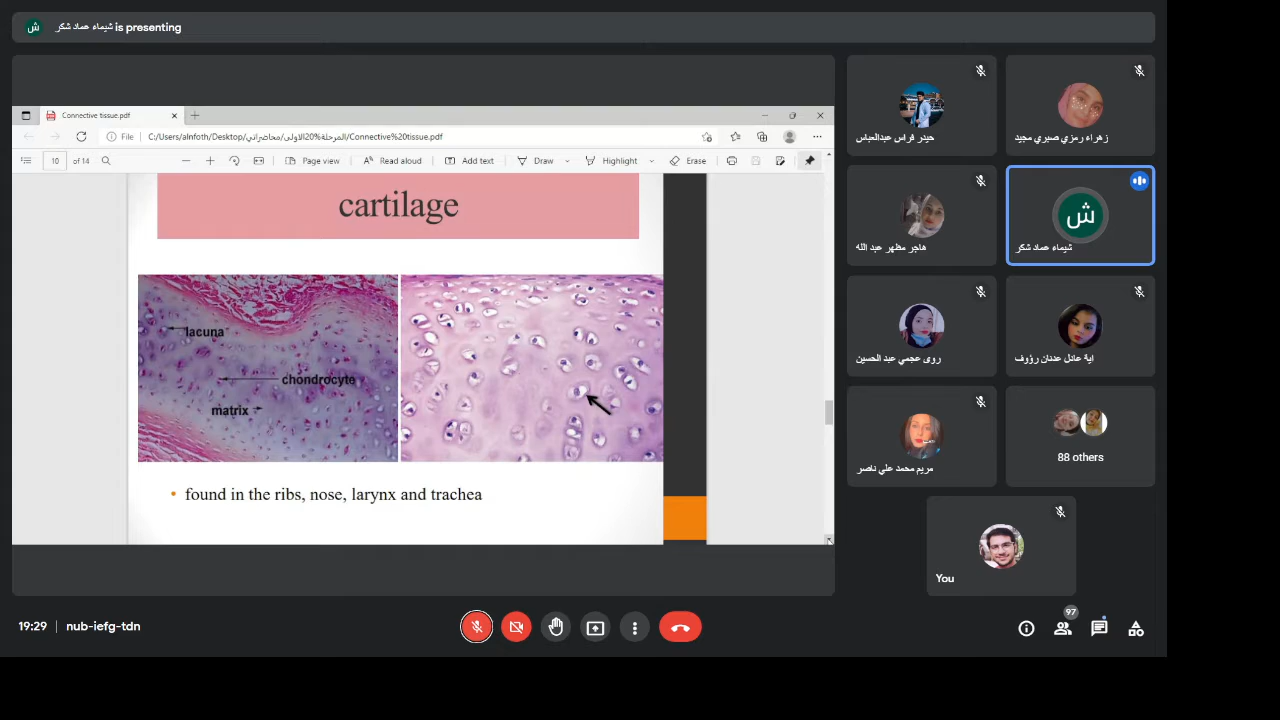 ش شيماء هماد شكر is presenting
Connective tissue.pdf
File C:/Users/alnfoth/Desktop/محاضراتي/المرحلة%20الاولى/Connective%20tissue.pdf
10 of 14 Page view Read aloud Add text Draw Highlight Erase
cartilage
lacuna
chondrocyte
matrix
• found in the ribs, nose, larynx and trachea
حيدر فراس عبدالعباس
زهراء رمزي صبري مجيد
هاجر مظهر عبد الله
ش
شيماء هماد شكر
روى عجمي عبد الحسين
اية عادل عدنان رؤوف
مريم محمد علي ناصر
88 others
You
19:29 nub-iefg-tdn
97